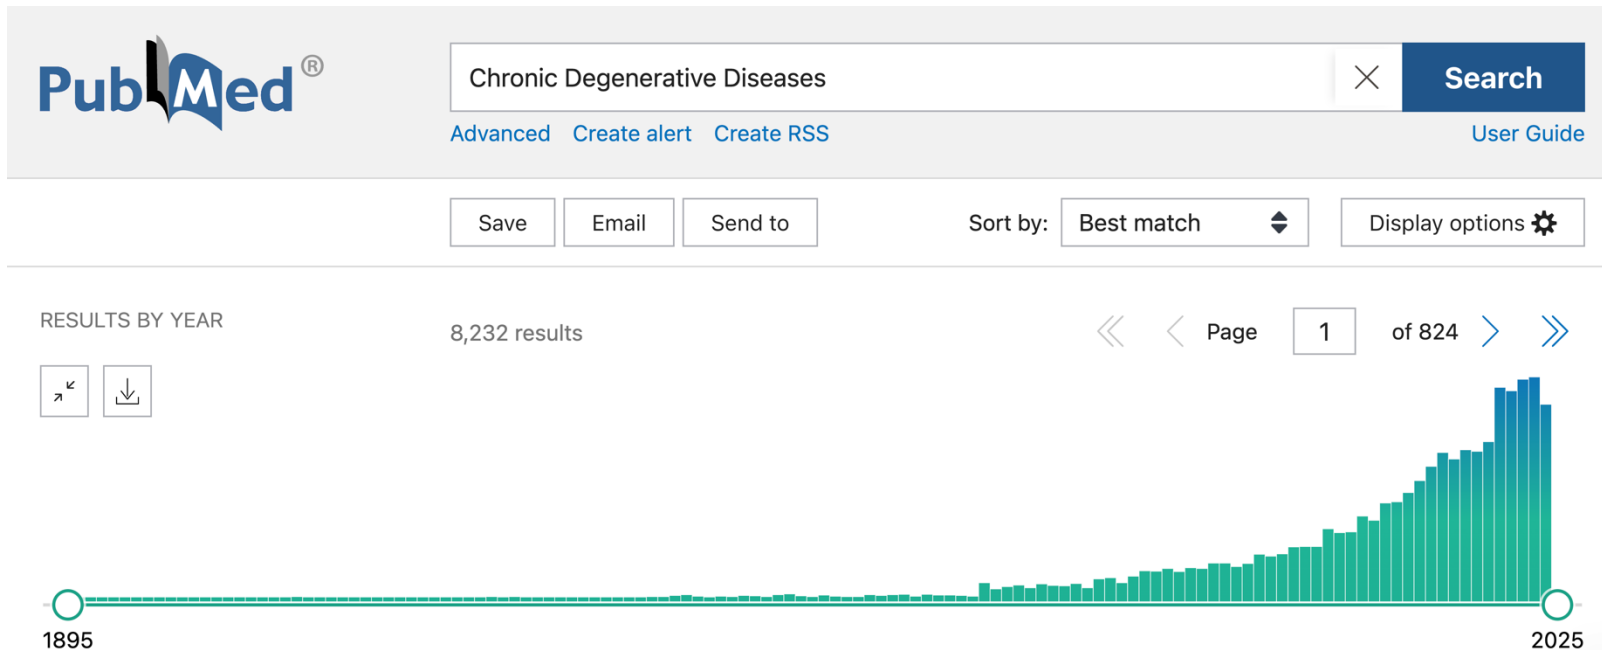 PubMed®
Chronic Degenerative Diseases
Search
Advanced Create alert Create RSS User Guide
Save Email Send to Sort by: Best match Display options
RESULTS BY YEAR
8,232 results
Page 1 of 824
1895 2025